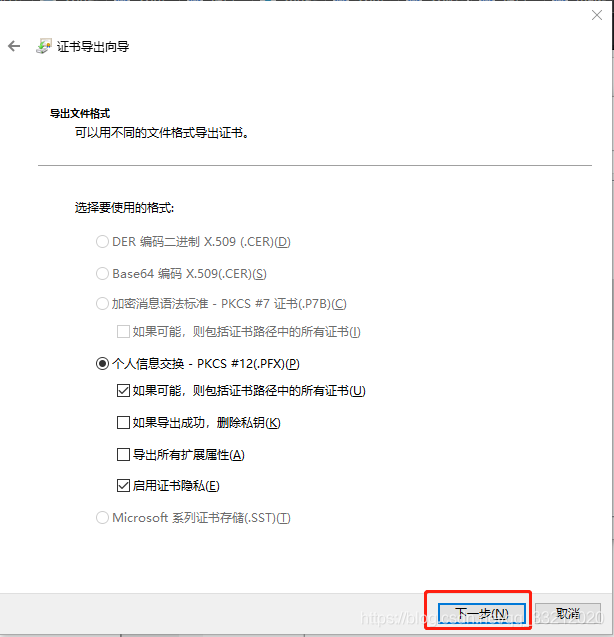 证书导出向导
导出文件格式
可以用不同的文件格式导出证书。
选择要使用的格式:
DER 编码二进制 X.509 (.CER)(D)
Base64 编码 X.509(.CER)(S)
加密消息语法标准 - PKCS #7 证书(.P7B)(C)
如果可能，则包括证书路径中的所有证书(I)
个人信息交换 - PKCS #12(.PFX)(P)
如果可能，则包括证书路径中的所有证书(U)
如果导出成功，删除私钥(K)
导出所有扩展属性(A)
启用证书隐私(E)
Microsoft 系列证书存储(.SST)(T)
下一步(N) 取消